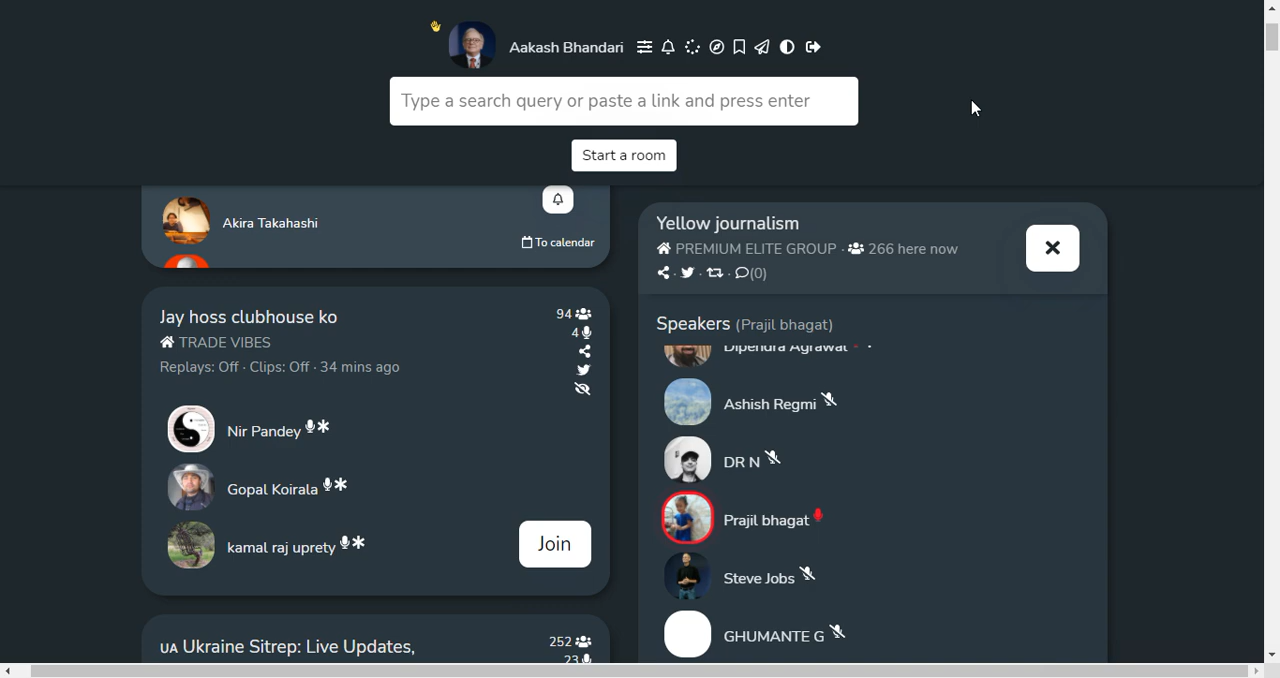 Aakash Bhandari
Type a search query or paste a link and press enter
Start a room
Akira Takahashi
To calendar
Jay hoss clubhouse ko
TRADE VIBES
Replays: Off · Clips: Off · 34 mins ago
94
4
Nir Pandey
Gopal Koirala
kamal raj uprety
Join
UA Ukraine Sitrep: Live Updates,
252
23
Yellow journalism
PREMIUM ELITE GROUP · 266 here now
(0)
Speakers (Prajil bhagat)
Dipendra Agrawal
Ashish Regmi
DR N
Prajil bhagat
Steve Jobs
GHUMANTE G